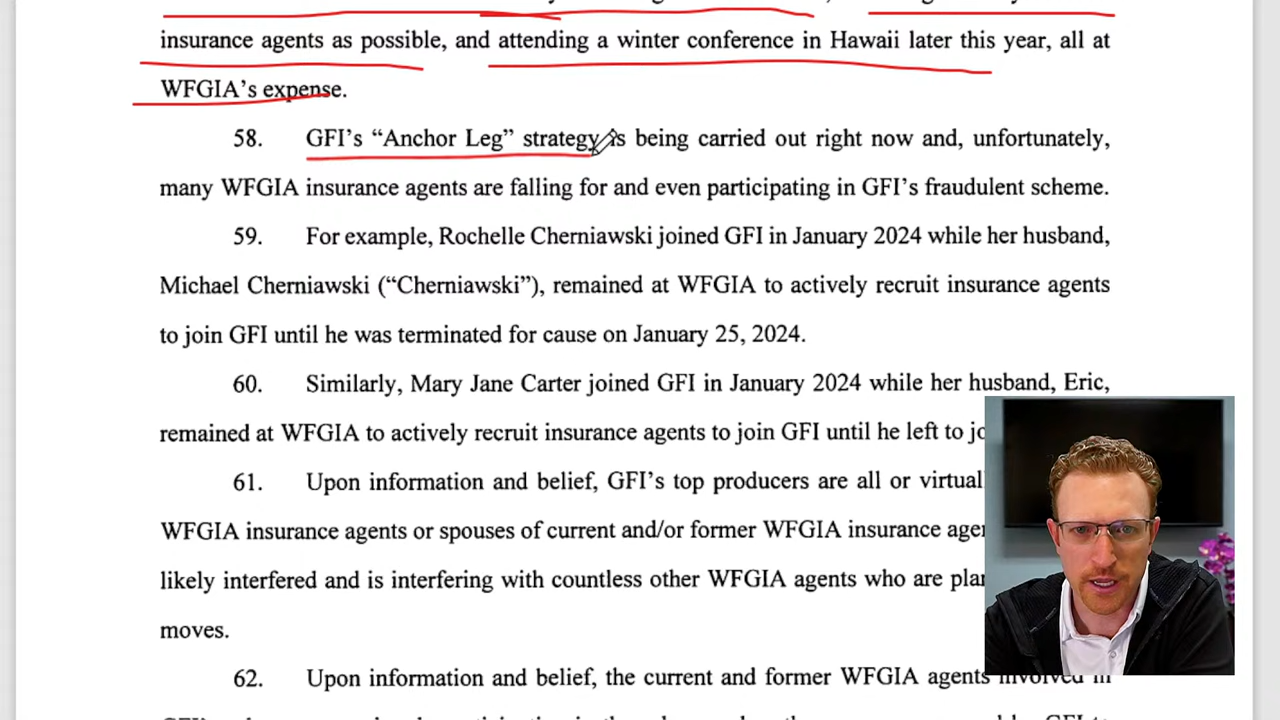 insurance agents as possible, and attending a winter conference in Hawaii later this year, all at
WFGIA's expense.
58. GFI's “Anchor Leg” strategy is being carried out right now and, unfortunately,
many WFGIA insurance agents are falling for and even participating in GFI's fraudulent scheme.
59. For example, Rochelle Cherniawski joined GFI in January 2024 while her husband,
Michael Cherniawski (“Cherniawski”), remained at WFGIA to actively recruit insurance agents
to join GFI until he was terminated for cause on January 25, 2024.
60. Similarly, Mary Jane Carter joined GFI in January 2024 while her husband, Eric,
remained at WFGIA to actively recruit insurance agents to join GFI until he left to
61. Upon information and belief, GFI's top producers are all or
WFGIA insurance agents or spouses of current and/or former WFGIA insurance
likely interfered and is interfering with countless other WFGIA agents who are
moves.
62. Upon information and belief, the current and former WFGIA agents involved in